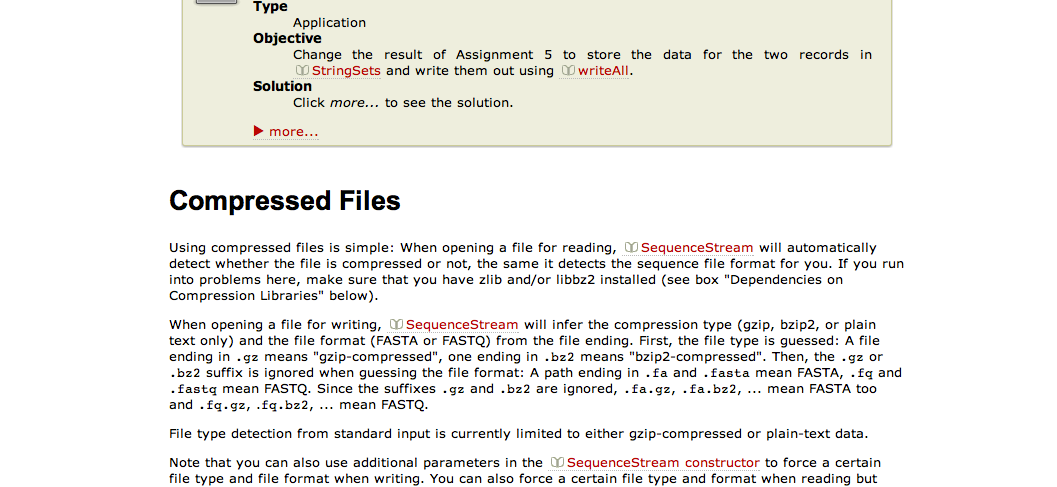 Type
Application
Objective
Change the result of Assignment 5 to store the data for the two records in
StringSets and write them out using writeAll.
Solution
Click more... to see the solution.
more...
Compressed Files
Using compressed files is simple: When opening a file for reading, SequenceStream will automatically
detect whether the file is compressed or not, the same it detects the sequence file format for you. If you run
into problems here, make sure that you have zlib and/or libbz2 installed (see box "Dependencies on
Compression Libraries" below).
When opening a file for writing, SequenceStream will infer the compression type (gzip, bzip2, or plain
text only) and the file format (FASTA or FASTQ) from the file ending. First, the file type is guessed: A file
ending in .gz means "gzip-compressed", one ending in .bz2 means "bzip2-compressed". Then, the .gz or
.bz2 suffix is ignored when guessing the file format: A path ending in .fa and .fasta mean FASTA, .fq and
.fastq mean FASTQ. Since the suffixes .gz and .bz2 are ignored, .fa.gz, .fa.bz2, ... mean FASTA too
and .fq.gz, .fq.bz2, ... mean FASTQ.
File type detection from standard input is currently limited to either gzip-compressed or plain-text data.
Note that you can also use additional parameters in the SequenceStream constructor to force a certain
file type and file format when writing. You can also force a certain file type and format when reading but